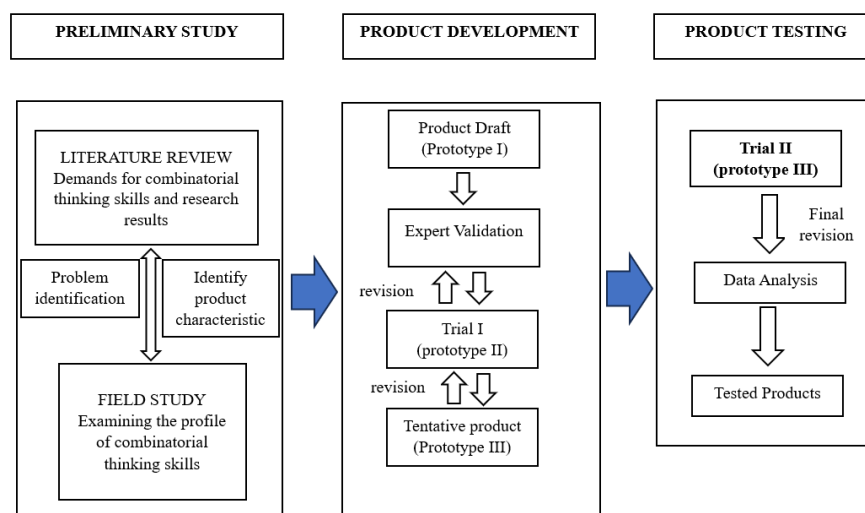 PRELIMINARY STUDY
LITERATURE REVIEW
Demands for combinatorial
thinking skills and research
results
Problem
identification
Identify
product
characteristic
FIELD STUDY
Examining the profile
of combinatorial
thinking skills
PRODUCT DEVELOPMENT
Product Draft
(Prototype I)
Expert Validation
revision
Trial I
(prototype II)
revision
Tentative product
(Prototype III)
PRODUCT TESTING
Trial II
(prototype III)
Final
revision
Data Analysis
Tested Products